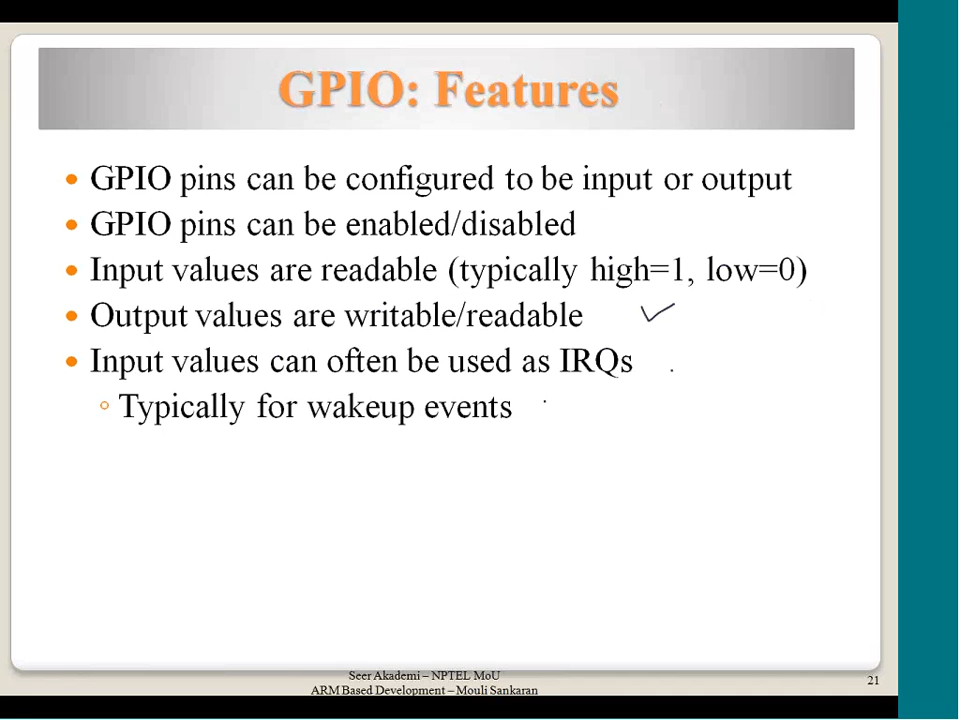 GPIO: Features
GPIO pins can be configured to be input or output
GPIO pins can be enabled/disabled
Input values are readable (typically high=1, low=0)
Output values are writable/readable
Input values can often be used as IRQs
Typically for wakeup events
Seer Akademi – NPTEL MoU
ARM Based Development – Mouli Sankaran
21